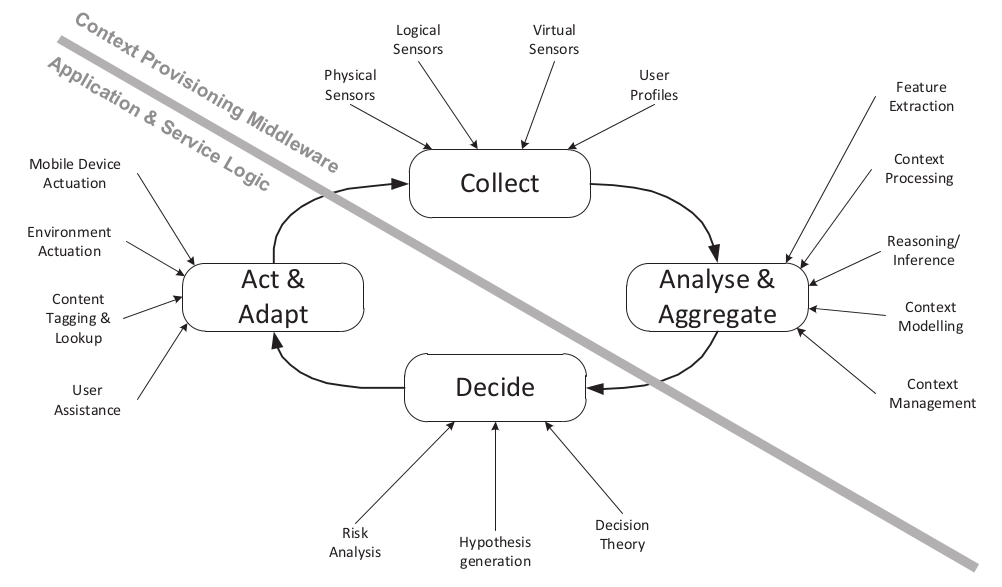 Context Provisioning Middleware
Application & Service Logic
Logical
Sensors
Virtual
Sensors
Physical
Sensors
User
Profiles
Feature
Extraction
Context
Processing
Reasoning/
Inference
Context
Modelling
Context
Management
Mobile Device
Actuation
Environment
Actuation
Content
Tagging &
Lookup
User
Assistance
Collect
Analyse &
Aggregate
Act &
Adapt
Decide
Risk
Analysis
Hypothesis
generation
Decision
Theory